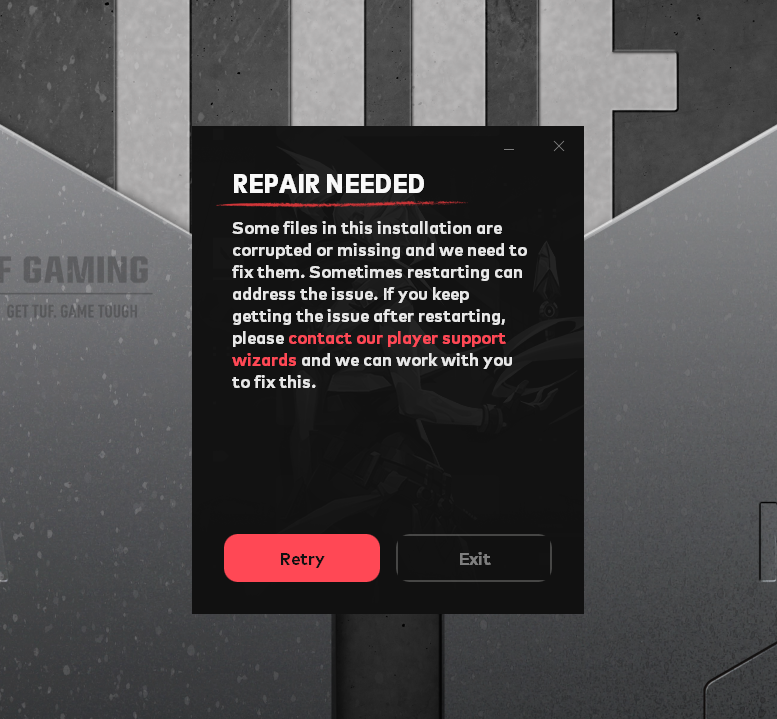 F GAMING
GET TUF. GAME TOUGH
REPAIR NEEDED
Some files in this installation are
corrupted or missing and we need to
fix them. Sometimes restarting can
address the issue. If you keep
getting the issue after restarting,
please contact our player support
wizards and we can work with you
to fix this.
Retry
Exit